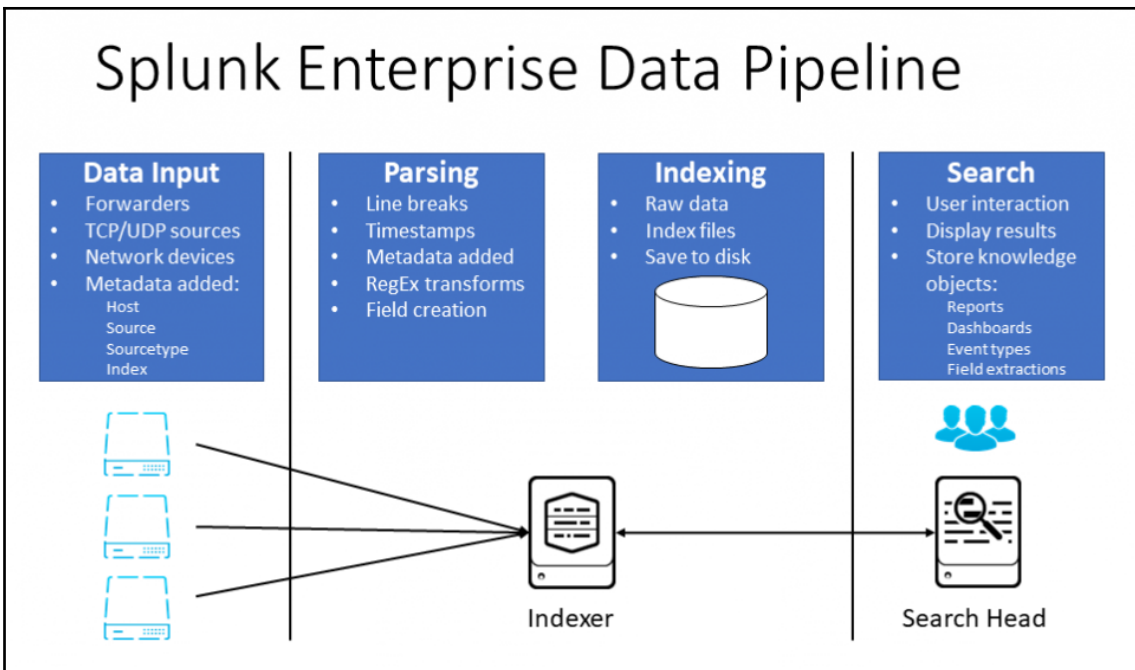 Splunk Enterprise Data Pipeline
Data Input
• Forwarders
• TCP/UDP sources
• Network devices
• Metadata added:
Host
Source
Sourcetype
Index
Parsing
• Line breaks
• Timestamps
• Metadata added
• RegEx transforms
• Field creation
Indexing
• Raw data
• Index files
• Save to disk
Search
• User interaction
• Display results
• Store knowledge
objects:
Reports
Dashboards
Event types
Field extractions
Indexer
Search Head